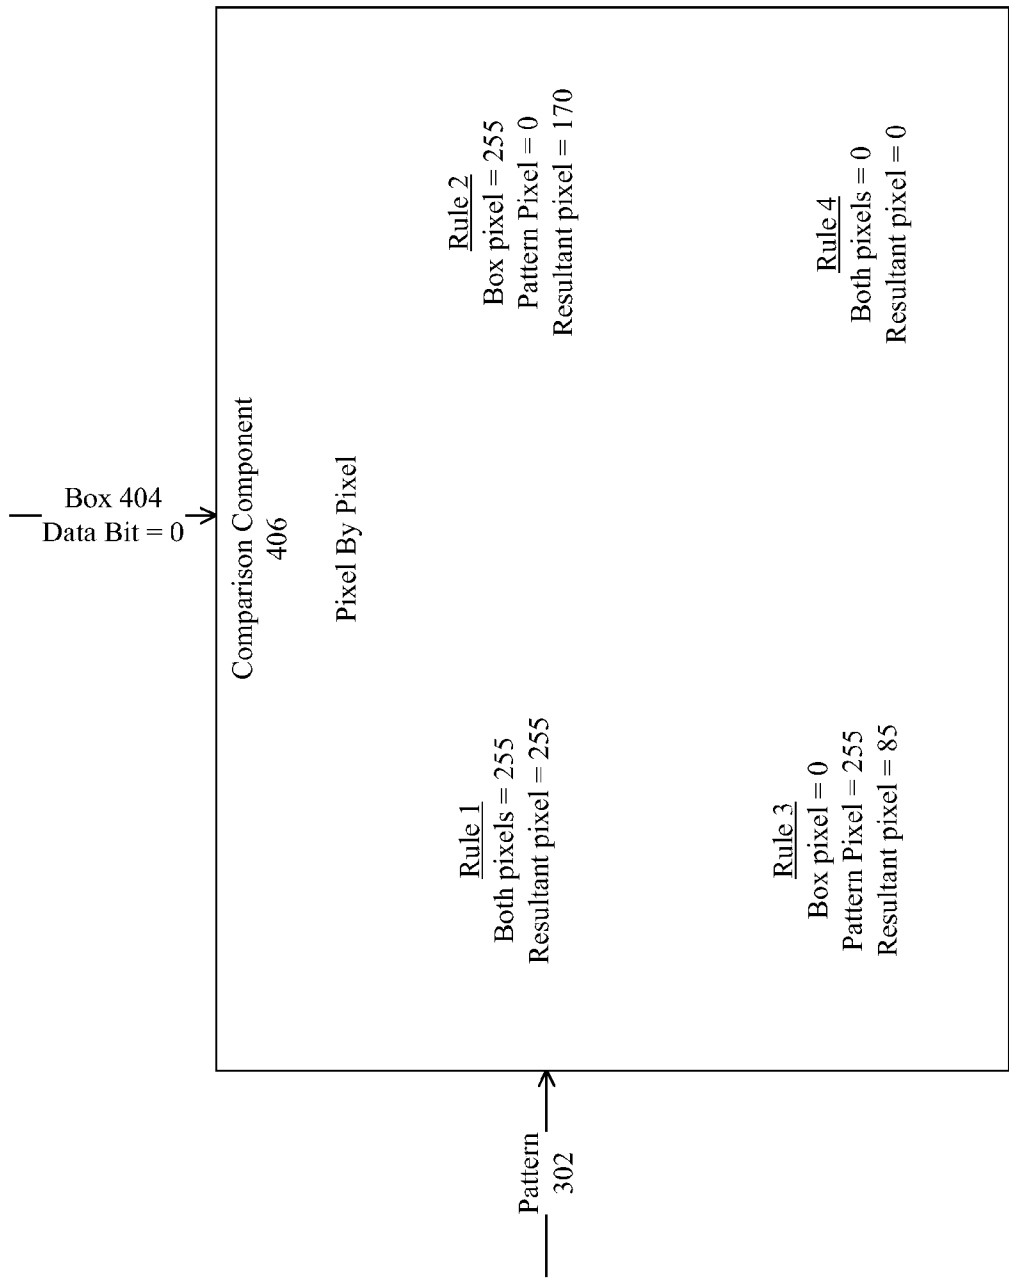 Box 404
Data Bit = 0
Pattern
302
Comparison Component
406
Pixel By Pixel
Rule 1
Both pixels = 255
Resultant pixel = 255
Rule 2
Box pixel = 255
Pattern Pixel = 0
Resultant pixel = 170
Rule 3
Box pixel = 0
Pattern Pixel = 255
Resultant pixel = 85
Rule 4
Both pixels = 0
Resultant pixel = 0